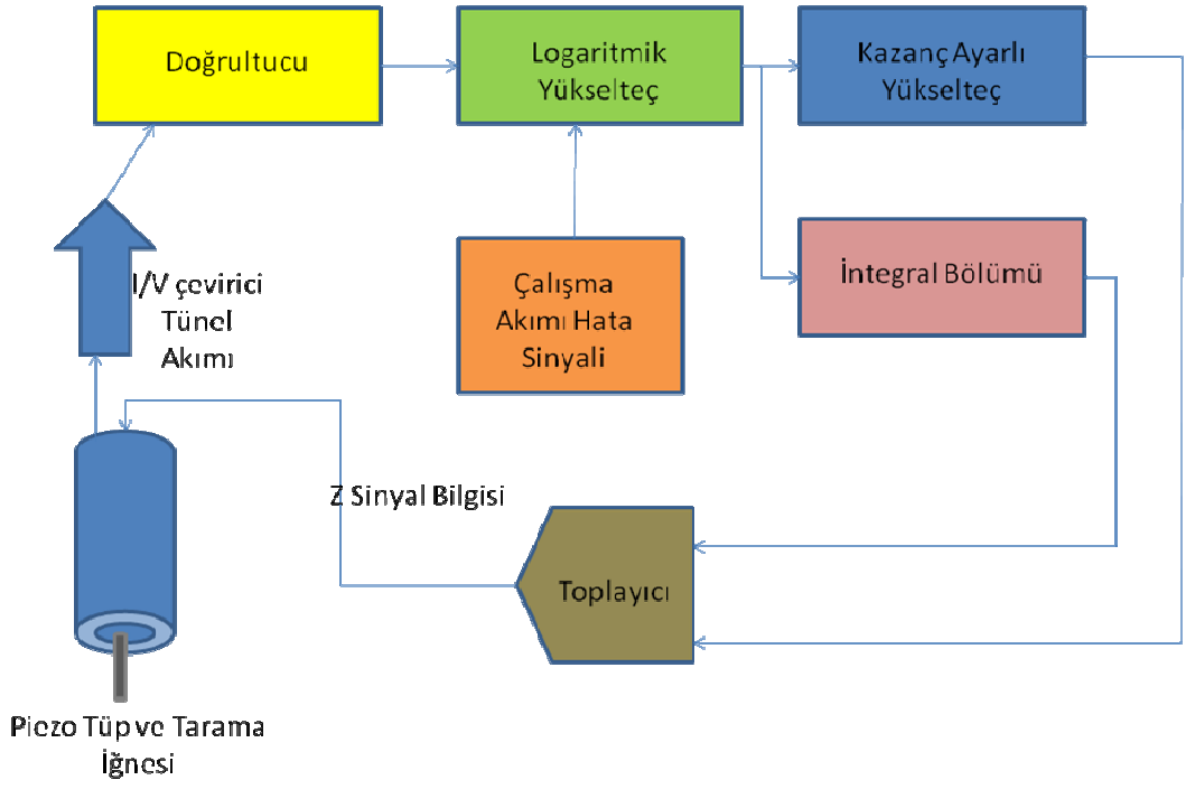 Doğrultucu
Logaritmik
Yükselteç
Kazanç Ayarlı
Yükselteç
I/V çevirici
Tünel
Akımı
Çalışma
Akımı Hata
Sinyali
İntegral Bölümü
Z Sinyal Bilgisi
Toplayıcı
Piezo Tüp ve Tarama
İğnesi